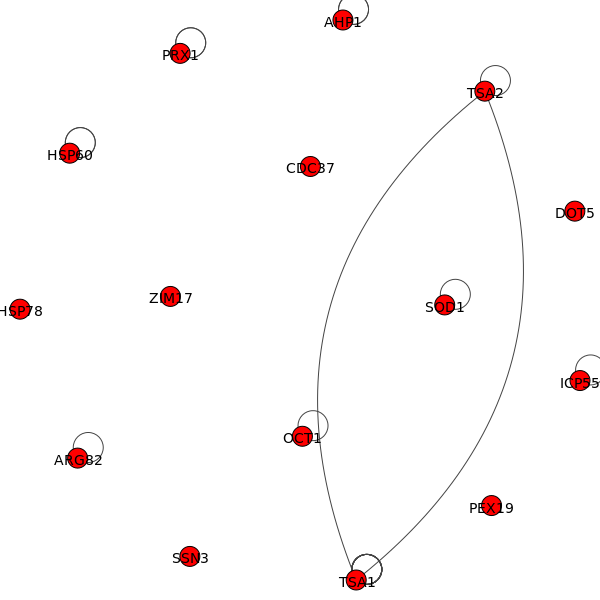 AHP1
PRX1
TSA2
HSP60
CDC37
DOT5
ZIM17
SOD1
HSP78
ICP55
OCT1
ARG82
PEX19
SSN3
TSA1